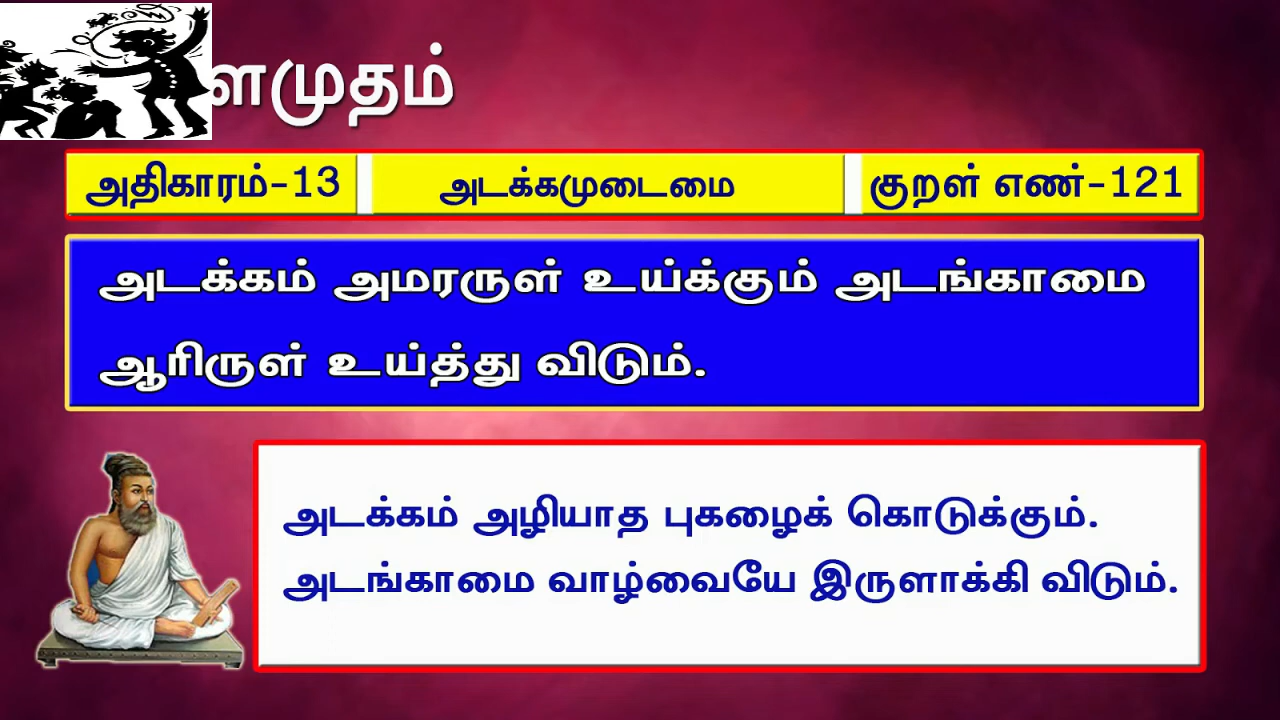 ளமுதம்
அதிகாரம்-13 அடக்கமுடைமை குறள் எண்-121
அடக்கம் அமரருள் உய்க்கும் அடங்காமை
ஆரிருள் உய்த்து விடும்.
அடக்கம் அழியாத புகழைக் கொடுக்கும்.
அடங்காமை வாழ்வையே இருளாக்கி விடும்.